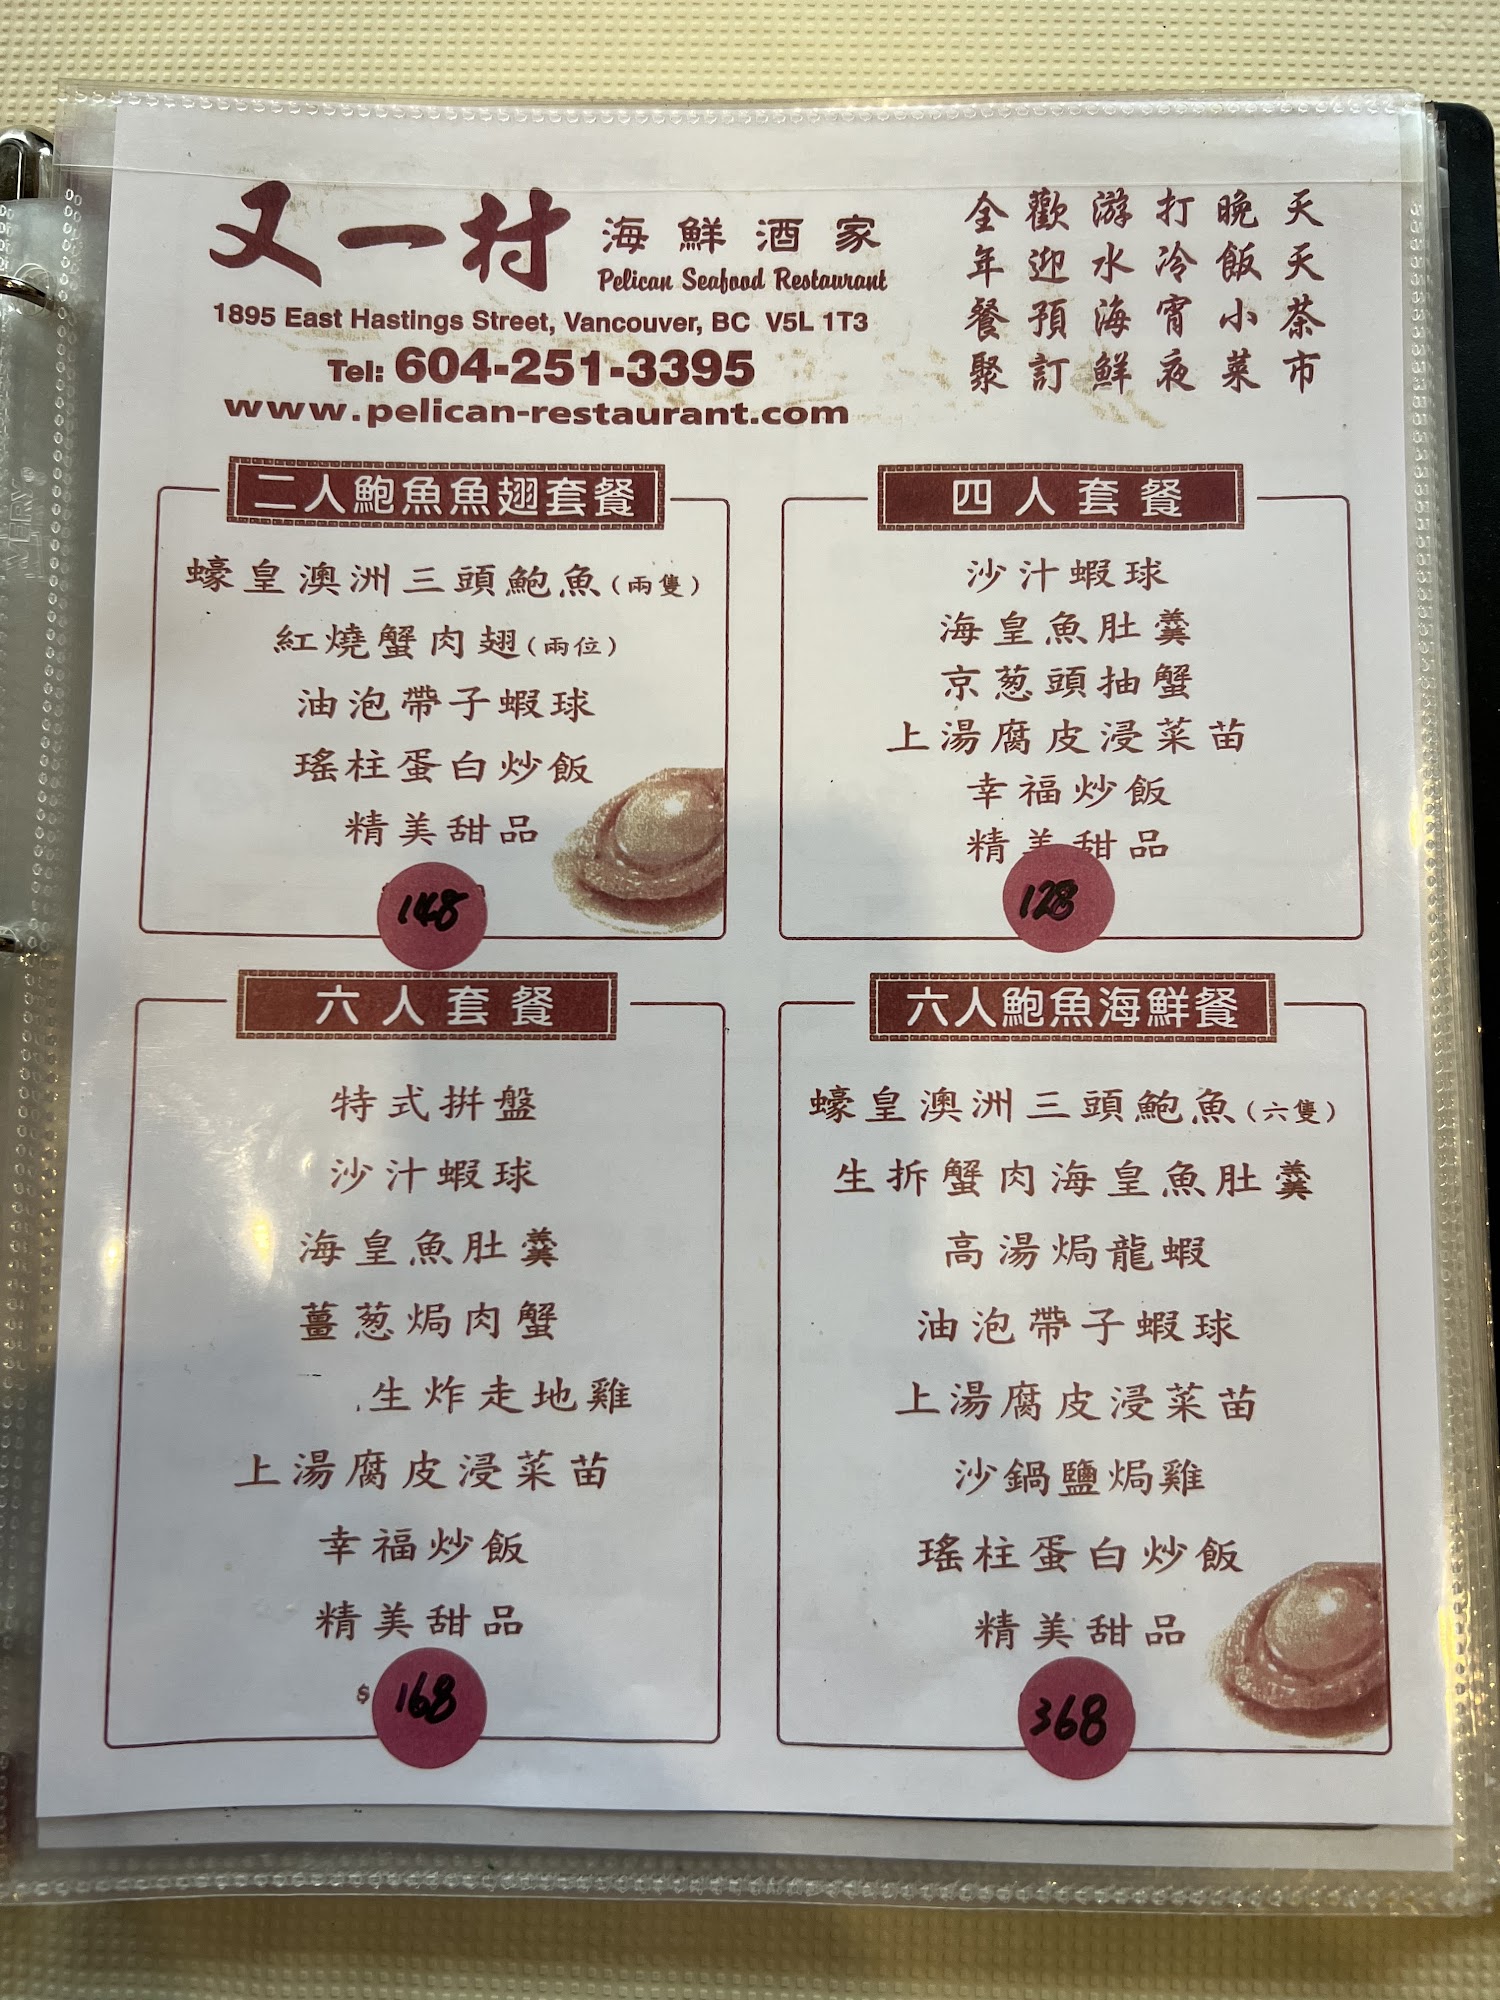 又一村 海鮮酒家
Pelican Seafood Restaurant
1895 East Hastings Street, Vancouver, BC V5L 1T3
Tel: 604-251-3395
www.pelican-restaurant.com
天天茶市
晚飯小菜
打冷宵夜
游水海鮮
歡迎預訂
全年餐聚
二人鮑魚魚翅套餐
蠔皇澳洲三頭鮑魚(兩隻)
紅燒蟹肉翅(兩位)
油泡帶子蝦球
瑤柱蛋白炒飯
精美甜品
148
四人套餐
沙汁蝦球
海皇魚肚羹
京葱頭抽蟹
上湯腐皮浸菜苗
幸福炒飯
精美甜品
128
六人套餐
特式拼盤
沙汁蝦球
海皇魚肚羹
薑葱焗肉蟹
生炸走地雞
上湯腐皮浸菜苗
幸福炒飯
精美甜品
$ 168
六人鮑魚海鮮餐
蠔皇澳洲三頭鮑魚(六隻)
生拆蟹肉海皇魚肚羹
高湯焗龍蝦
油泡帶子蝦球
上湯腐皮浸菜苗
沙鍋鹽焗雞
瑤柱蛋白炒飯
精美甜品
368